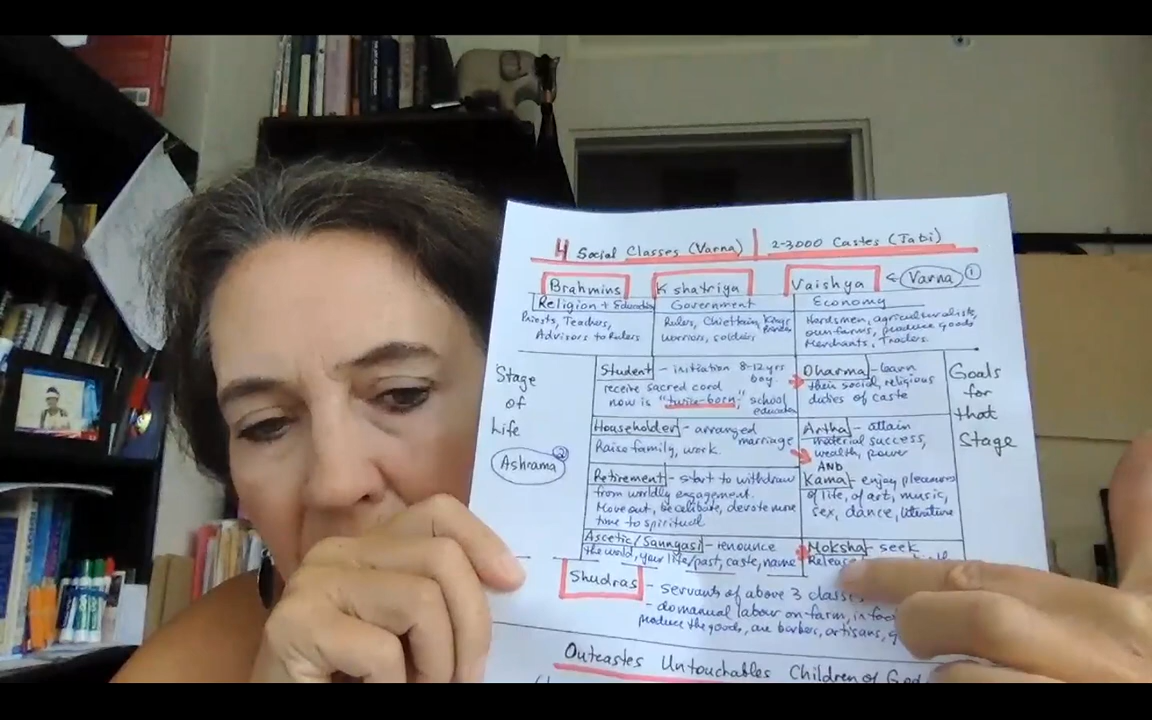 4 Social Classes (Varna) | 2-3000 Castes (Jati)
Brahmins Kshatriya Vaishya ← Varna 1
Religion + Education Government Economy
Priests, Teachers,
Advisors to Rulers
Rulers, Chieftain, Kings
warriors, soldiers
Herdsmen, agriculturalists,
own farms, produce goods
Merchants, Traders.
Stage
of
Life
Ashrama 2
Student - initiation 8-12 yrs
boy
receive sacred cord
now is "twice-born," school
Dharma - learn
their social, religious
duties of caste
Goals
for
that
Stage
Householder - arranged
marriage
Raise family, work.
Artha - attain
material success,
wealth, power
AND
Retirement - start to withdraw
from worldly engagement.
Move out, be celibate, devote more
time to spiritual
Kama - enjoy pleasures
of life, of art, music,
sex, dance, literature
Ascetic/Sannyasi - renounce
the world, your life/past, caste, name
Moksha - seek
Release
Shudras - servants of above 3 classes
- do manual labour on farm, in
produce the goods, are barbers, artisans,
Outcastes Untouchables Children of God